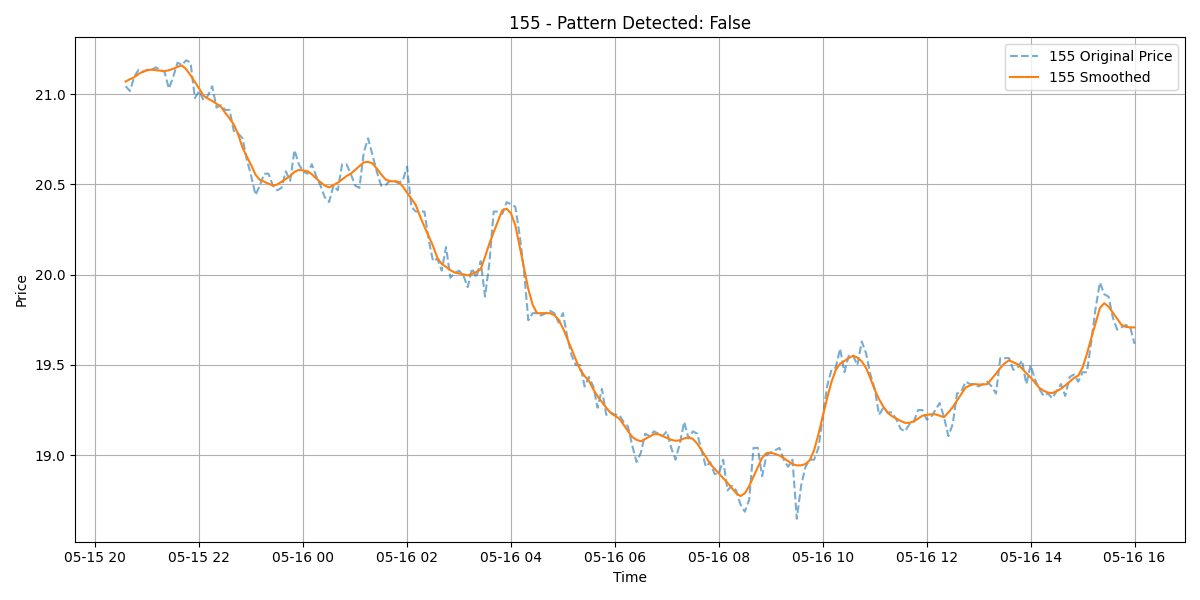 155 - Pattern Detected: False
155 Original Price
155 Smoothed
Price
21.0
20.5
20.0
19.5
19.0
05-15 20 05-15 22 05-16 00 05-16 02 05-16 04 05-16 06 05-16 08 05-16 10 05-16 12 05-16 14 05-16 16
Time